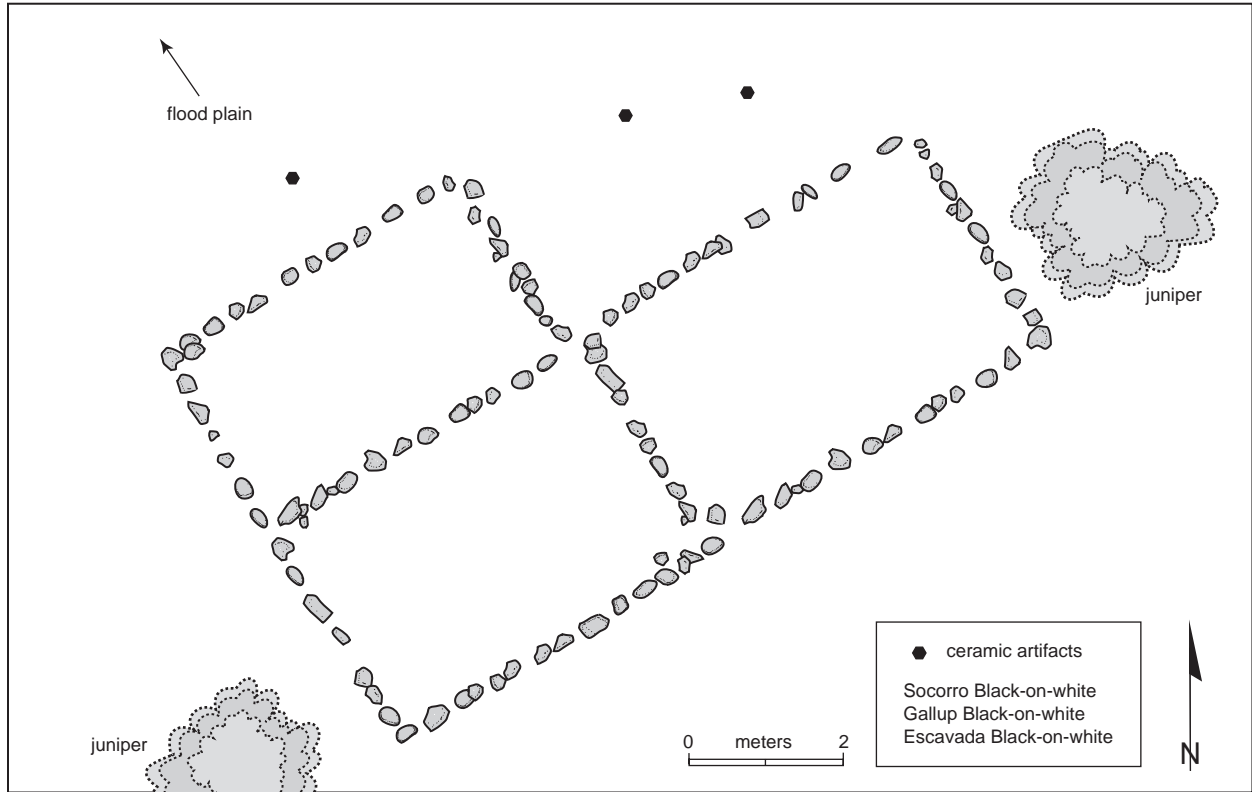 flood plain
juniper
juniper
0 meters 2
ceramic artifacts
Socorro Black-on-white
Gallup Black-on-white
Escavada Black-on-white
N